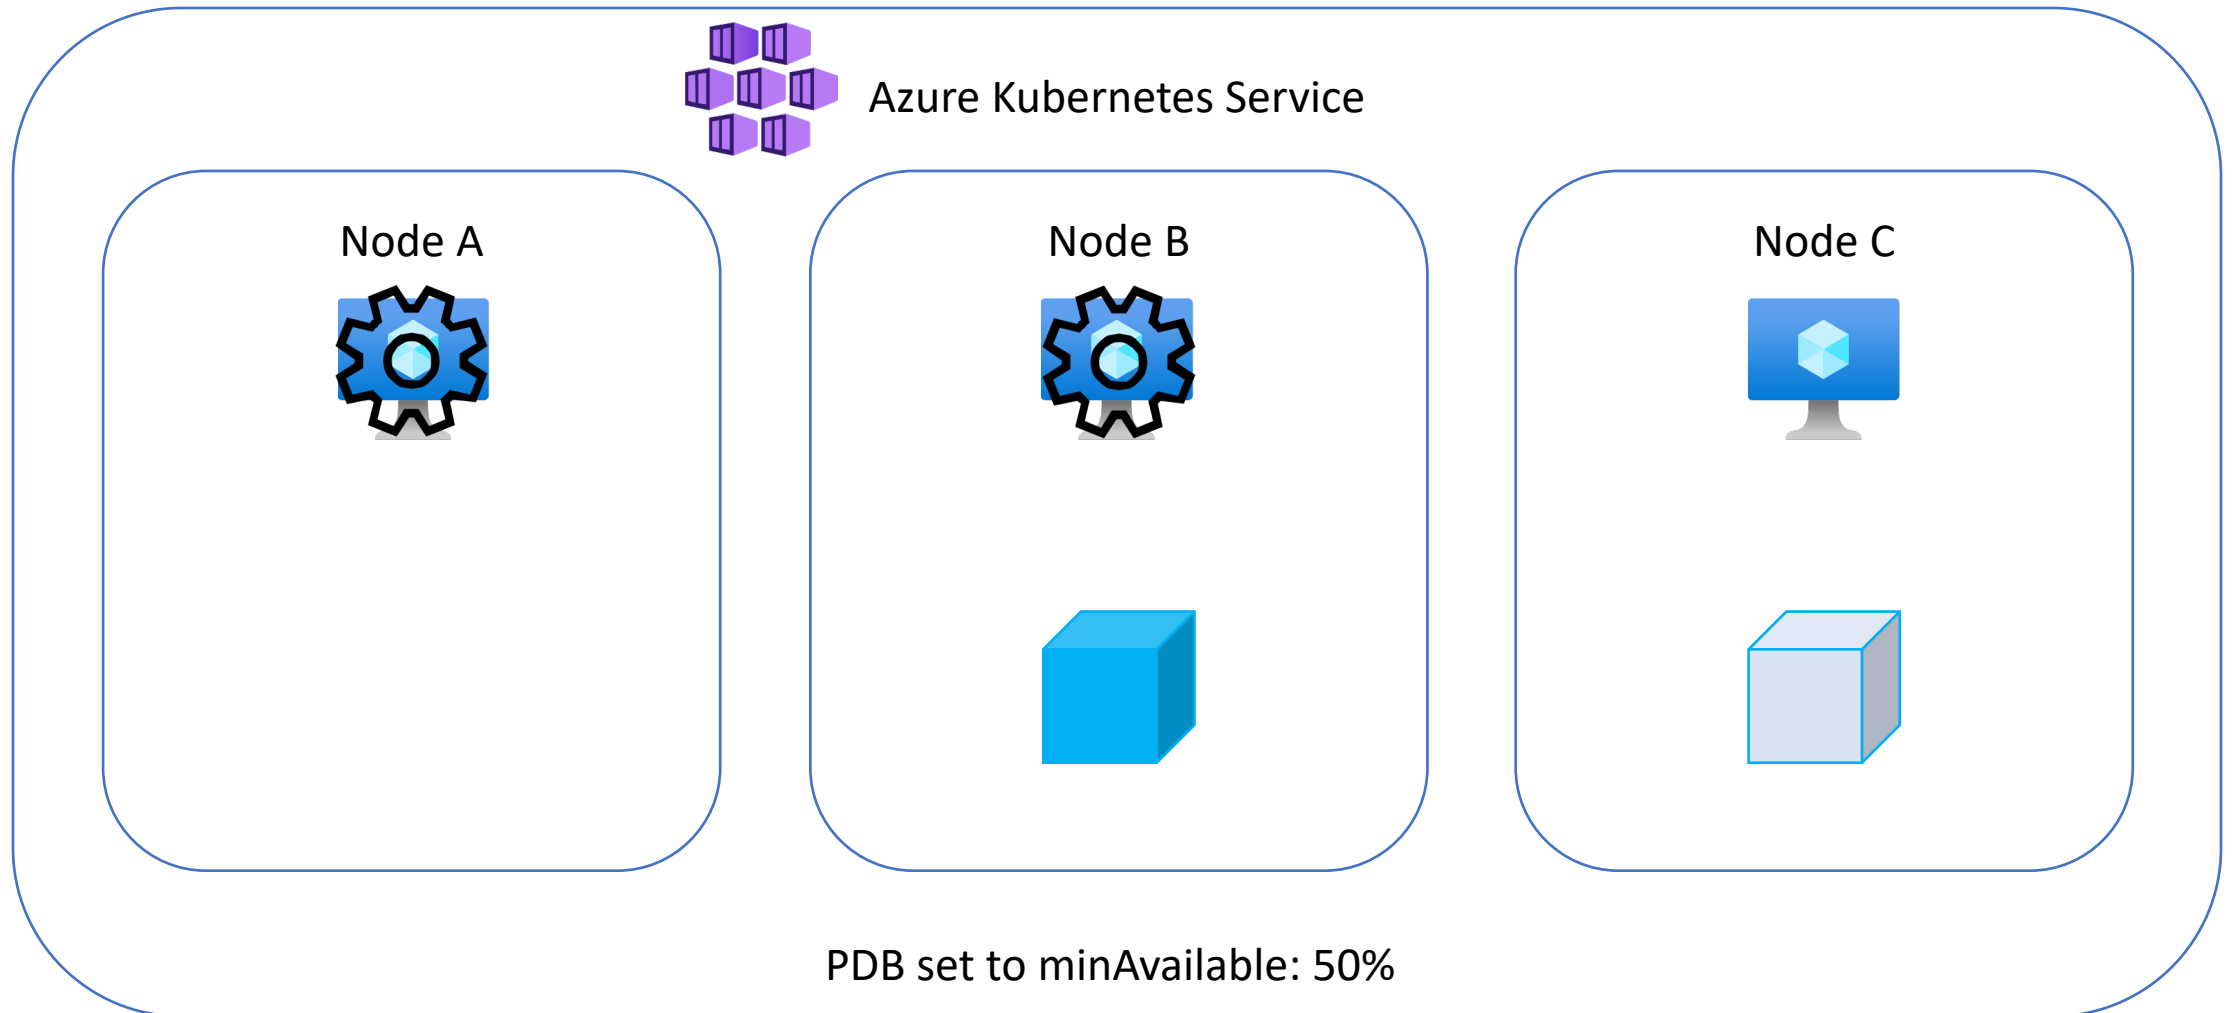 Azure Kubernetes Service
Node A
Node B
Node C
PDB set to minAvailable: 50%